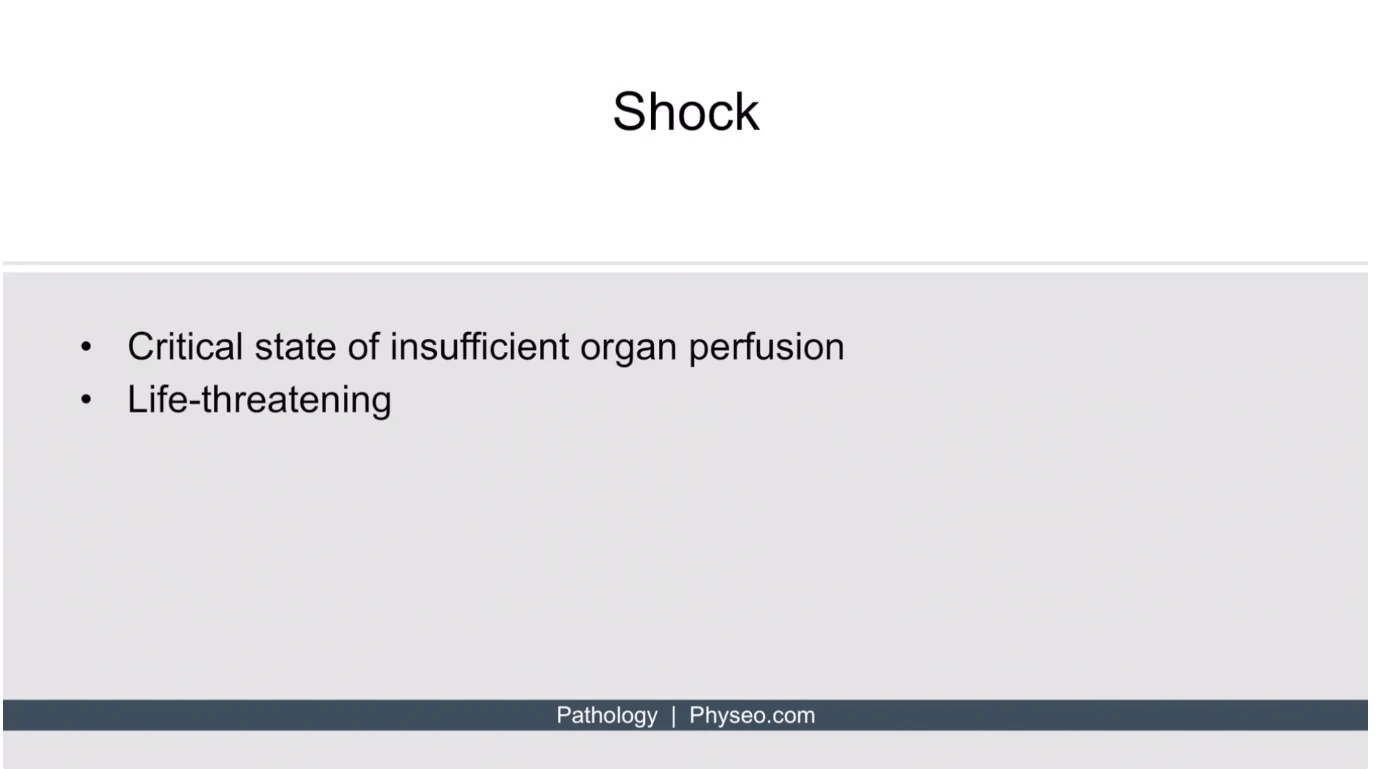 Shock
• Critical state of insufficient organ perfusion
• Life-threatening
Pathology | Physeo.com